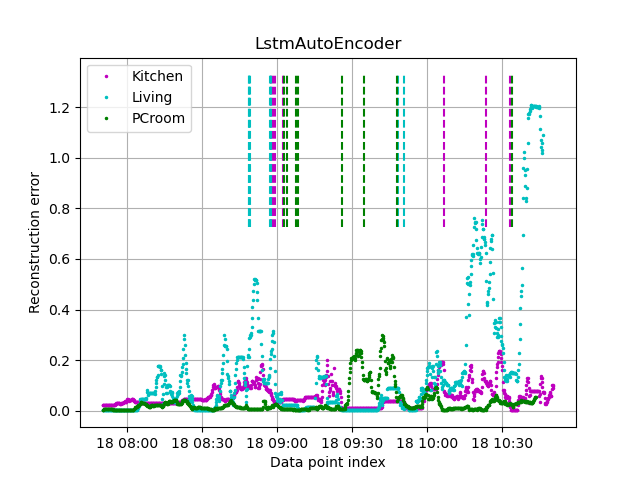 LstmAutoEncoder
Kitchen
Living
PCroom
Reconstruction error
1.2
1.0
0.8
0.6
0.4
0.2
0.0
18 08:00 18 08:30 18 09:00 18 09:30 18 10:00 18 10:30
Data point index